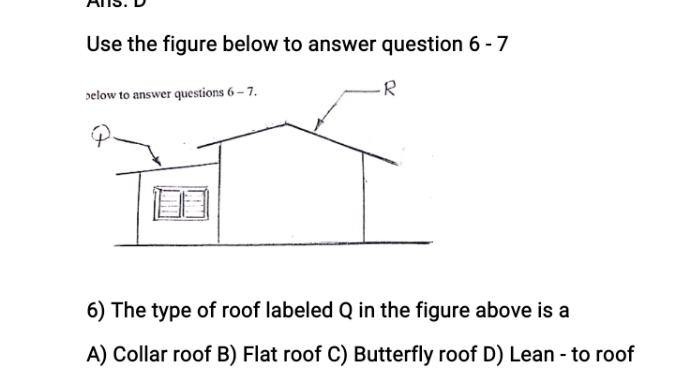 Ans: D
Use the figure below to answer question 6 - 7
below to answer questions 6 – 7.
R
Q
6) The type of roof labeled Q in the figure above is a
A) Collar roof B) Flat roof C) Butterfly roof D) Lean - to roof